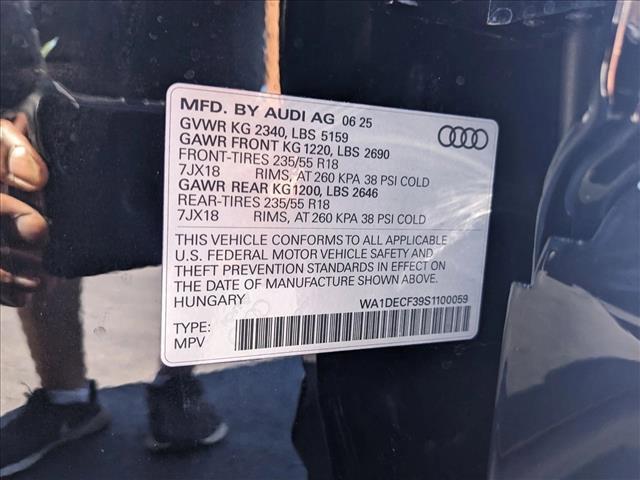 MFD. BY AUDI AG 06 25
GVWR KG 2340, LBS 5159
GAWR FRONT KG 1220, LBS 2690
FRONT-TIRES 235/55 R18
7JX18 RIMS, AT 260 KPA 38 PSI COLD
GAWR REAR KG1200, LBS 2646
REAR-TIRES 235/55 R18
7JX18 RIMS, AT 260 KPA 38 PSI COLD
THIS VEHICLE CONFORMS TO ALL APPLICABLE
U.S. FEDERAL MOTOR VEHICLE SAFETY AND
THEFT PREVENTION STANDARDS IN EFFECT ON
THE DATE OF MANUFACTURE SHOWN ABOVE.
HUNGARY
WA1DECF39S1100059
TYPE:
MPV